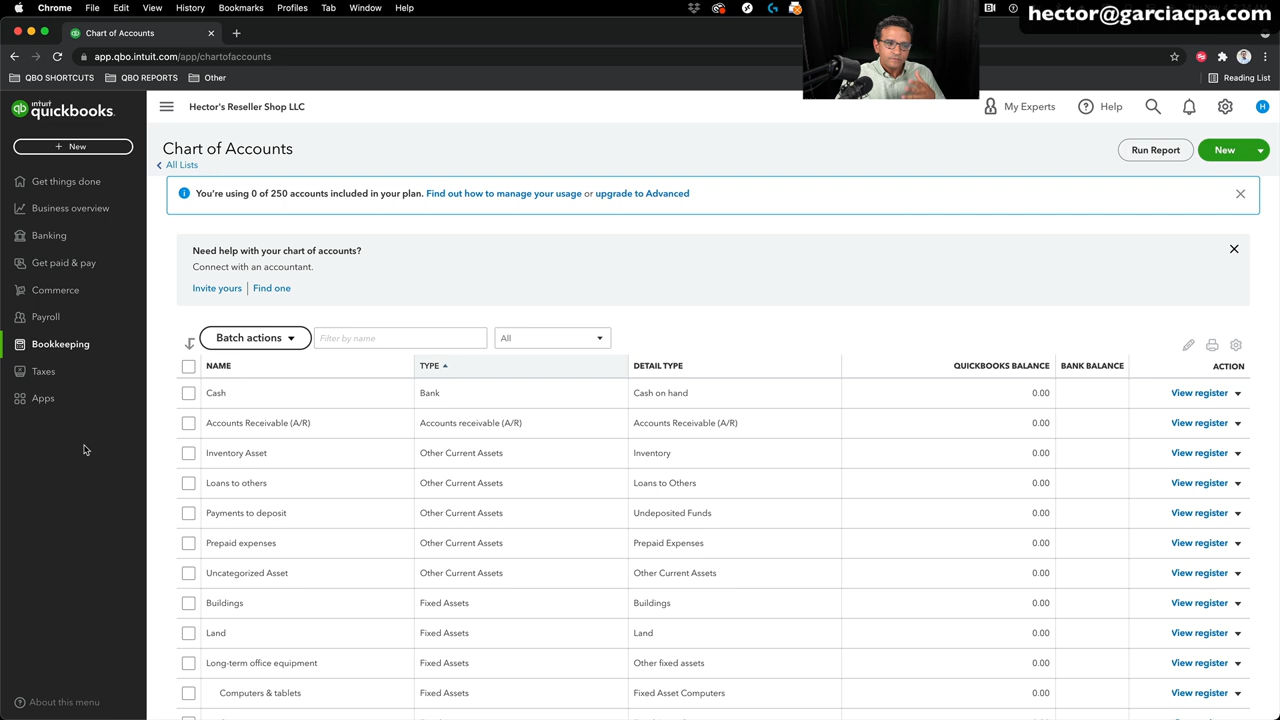 Chrome File Edit View History Bookmarks Profiles Tab Window Help
hector@garciacpa.com
Chart of Accounts
app.qbo.intuit.com/app/chartofaccounts
QBO SHORTCUTS QBO REPORTS Other Reading List
intuit quickbooks. Hector's Reseller Shop LLC My Experts Help H
+ New
Get things done
Business overview
Banking
Get paid & pay
Commerce
Payroll
Bookkeeping
Taxes
Apps
About this menu
Chart of Accounts
All Lists
Run Report New
You're using 0 of 250 accounts included in your plan. Find out how to manage your usage or upgrade to Advanced
Need help with your chart of accounts?
Connect with an accountant.
Invite yours Find one
Batch actions Filter by name All
NAME TYPE DETAIL TYPE QUICKBOOKS BALANCE BANK BALANCE ACTION
Cash Bank Cash on hand 0.00 View register
Accounts Receivable (A/R) Accounts receivable (A/R) Accounts Receivable (A/R) 0.00 View register
Inventory Asset Other Current Assets Inventory 0.00 View register
Loans to others Other Current Assets Loans to Others 0.00 View register
Payments to deposit Other Current Assets Undeposited Funds 0.00 View register
Prepaid expenses Other Current Assets Prepaid Expenses 0.00 View register
Uncategorized Asset Other Current Assets Other Current Assets 0.00 View register
Buildings Fixed Assets Buildings 0.00 View register
Land Fixed Assets Land 0.00 View register
Long-term office equipment Fixed Assets Other fixed assets 0.00 View register
Computers & tablets Fixed Assets Fixed Asset Computers 0.00 View register